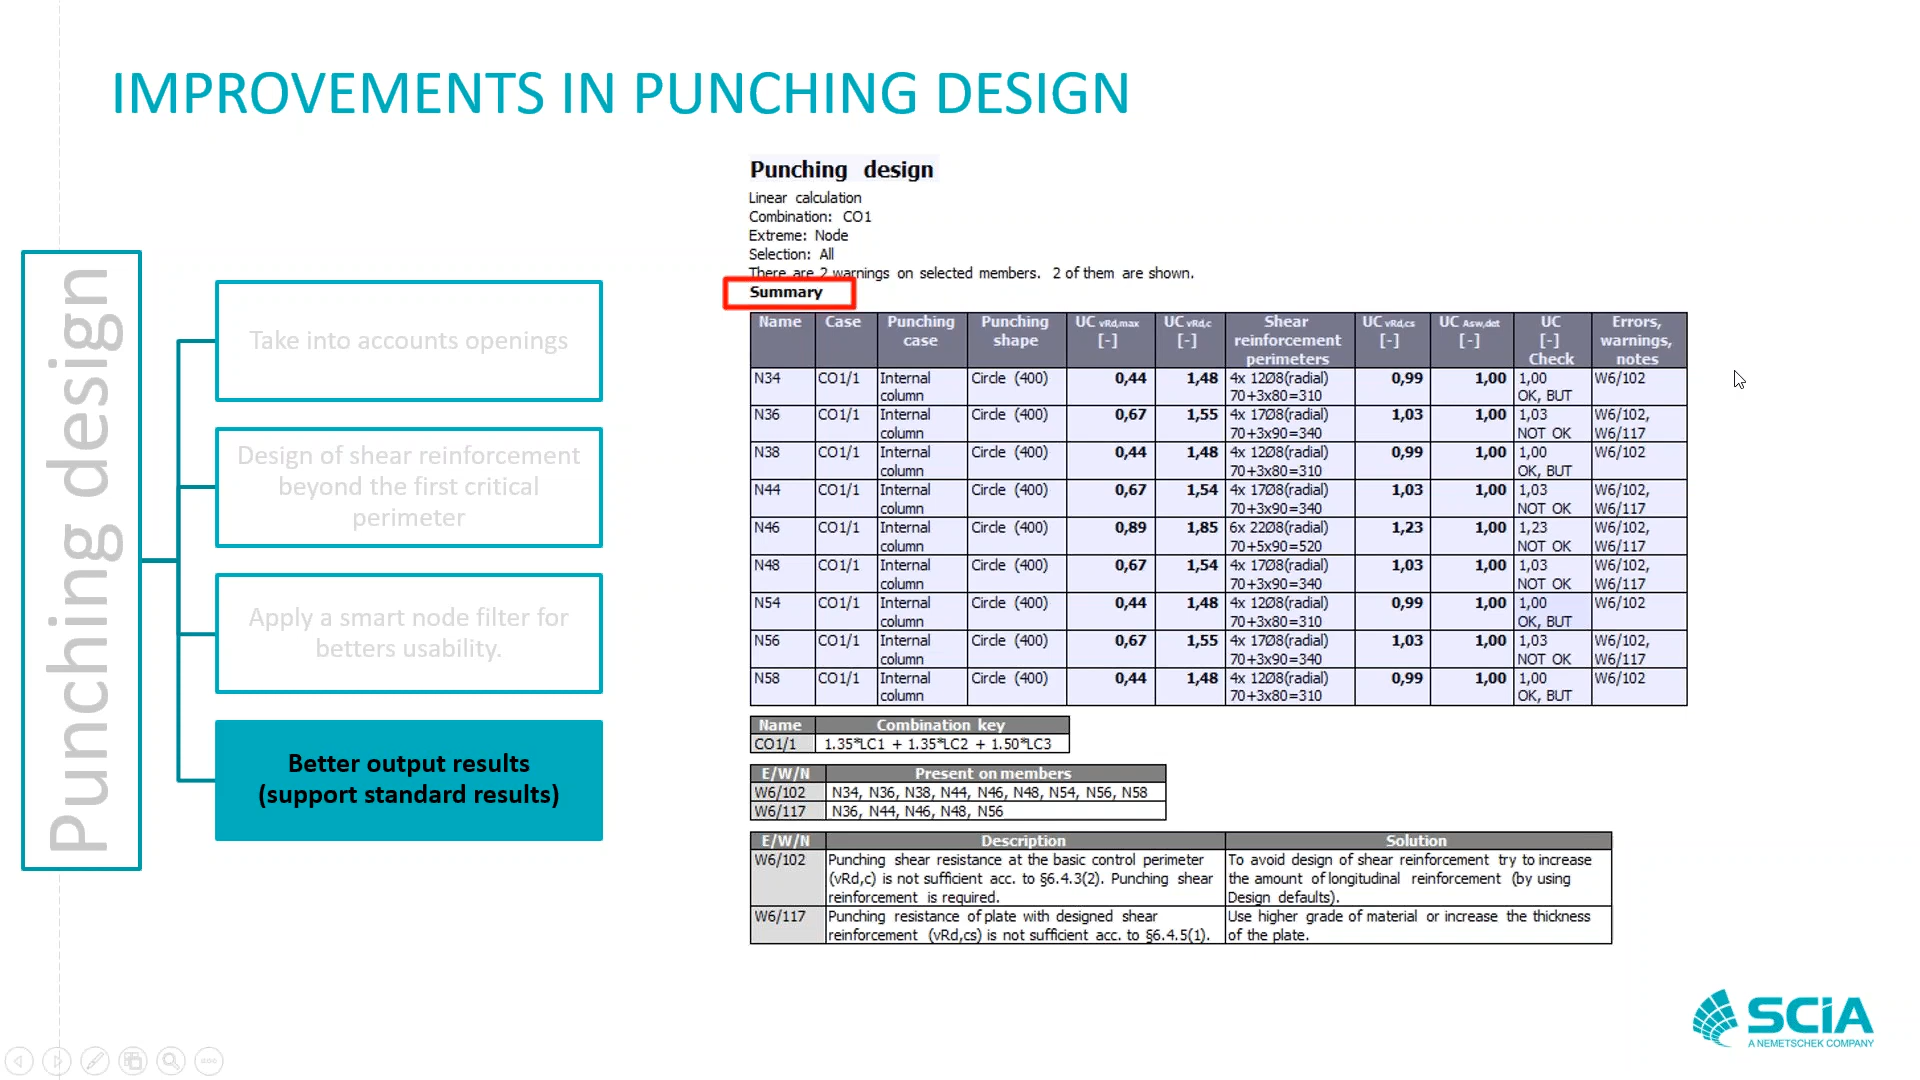 IMPROVEMENTS IN PUNCHING DESIGN
Punching design
Take into accounts openings
Design of shear reinforcement
beyond the first critical
perimeter
Apply a smart node filter for
betters usability.
Better output results
(support standard results)
Punching design
Linear calculation
Combination: CO1
Extreme: Node
Selection: All
There are 2 warnings on selected members. 2 of them are shown.
Summary
Name Case Punching case Punching shape UC vRd,max [-] UC vRd,c [-] Shear reinforcement perimeters UC vRd,cs [-] UC Asw,det [-] UC [-] Check Errors, warnings, notes
N34 CO1/1 Internal column Circle (400) 0,44 1,48 4x 12Ø8(radial) 70+3x80=310 0,99 1,00 1,00 OK, BUT W6/102
N36 CO1/1 Internal column Circle (400) 0,67 1,55 4x 17Ø8(radial) 70+3x90=340 1,03 1,00 1,03 NOT OK W6/102, W6/117
N38 CO1/1 Internal column Circle (400) 0,44 1,48 4x 12Ø8(radial) 70+3x80=310 0,99 1,00 1,00 OK, BUT W6/102
N44 CO1/1 Internal column Circle (400) 0,67 1,54 4x 17Ø8(radial) 70+3x90=340 1,03 1,00 1,03 NOT OK W6/102, W6/117
N46 CO1/1 Internal column Circle (400) 0,89 1,85 6x 22Ø8(radial) 70+5x90=520 1,23 1,00 1,23 NOT OK W6/102, W6/117
N48 CO1/1 Internal column Circle (400) 0,67 1,54 4x 17Ø8(radial) 70+3x90=340 1,03 1,00 1,03 NOT OK W6/102, W6/117
N54 CO1/1 Internal column Circle (400) 0,44 1,48 4x 12Ø8(radial) 70+3x80=310 0,99 1,00 1,00 OK, BUT W6/102
N56 CO1/1 Internal column Circle (400) 0,67 1,55 4x 17Ø8(radial) 70+3x90=340 1,03 1,00 1,03 NOT OK W6/102, W6/117
N58 CO1/1 Internal column Circle (400) 0,44 1,48 4x 12Ø8(radial) 70+3x80=310 0,99 1,00 1,00 OK, BUT W6/102
Name Combination key
CO1/1 1.35*LC1 + 1.35*LC2 + 1.50*LC3
E/W/N Present on members
W6/102 N34, N36, N38, N44, N46, N48, N54, N56, N58
W6/117 N36, N44, N46, N48, N56
E/W/N Description Solution
W6/102 Punching shear resistance at the basic control perimeter (vRd,c) is not sufficient acc. to §6.4.3(2). Punching shear reinforcement is required. To avoid design of shear reinforcement try to increase the amount of longitudinal reinforcement (by using Design defaults).
W6/117 Punching resistance of plate with designed shear reinforcement (vRd,cs) is not sufficient acc. to §6.4.5(1). Use higher grade of material or increase the thickness of the plate.
SCIA
A NEMETSCHEK COMPANY